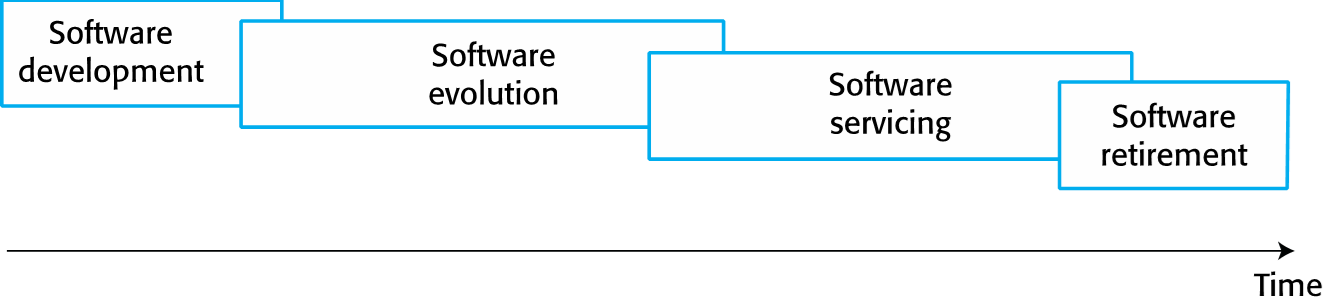 Software
development
Software
evolution
Software
servicing
Software
retirement
Time